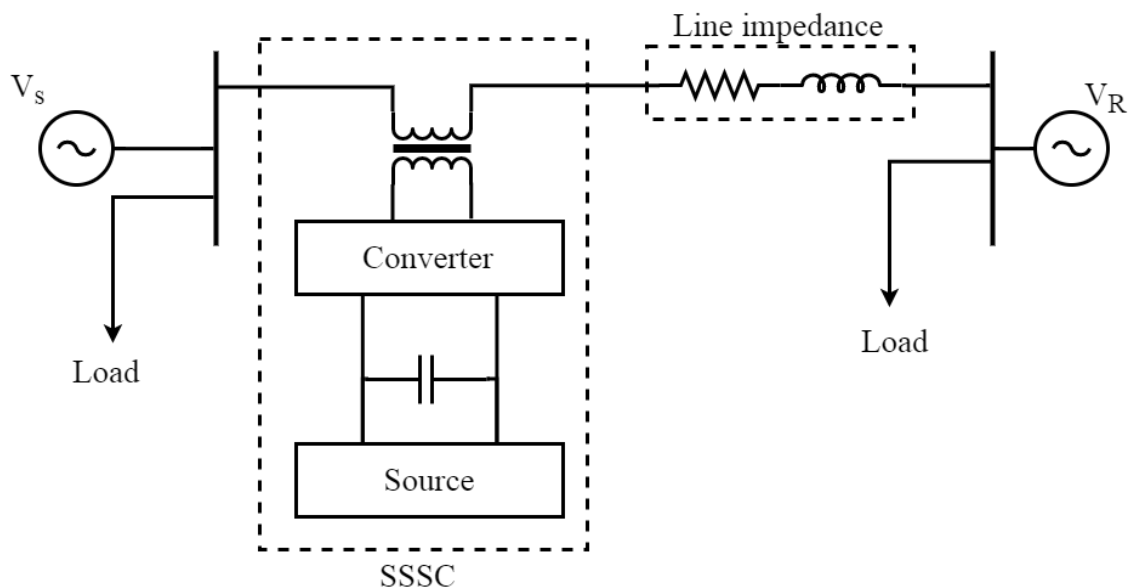 Line impedance
V_S
V_R
Converter
Load
Load
Source
SSSC